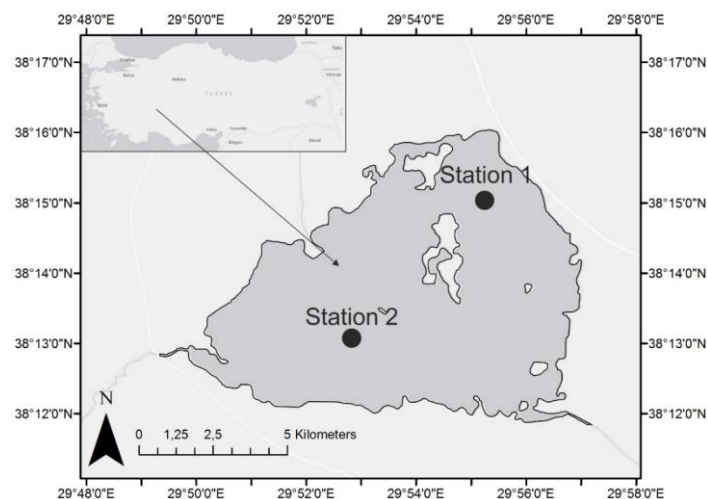 29°48'0"E 29°50'0"E 29°52'0"E 29°54'0"E 29°56'0"E 29°58'0"E
38°17'0"N 38°17'0"N
TURKEY
Ankara
38°16'0"N 38°16'0"N
Station 1
38°15'0"N 38°15'0"N
38°14'0"N 38°14'0"N
Station 2
38°13'0"N 38°13'0"N
N
38°12'0"N 38°12'0"N
0 1,25 2,5 5 Kilometers
29°48'0"E 29°50'0"E 29°52'0"E 29°54'0"E 29°56'0"E 29°58'0"E